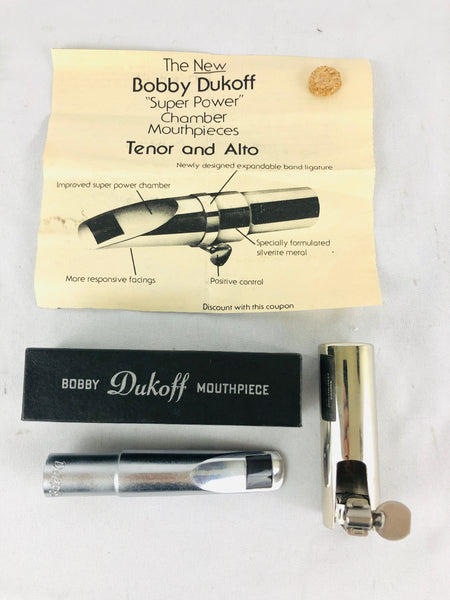 The New
Bobby Dukoff
"Super Power"
Chamber
Mouthpieces
Tenor and Alto
Newly designed expandable band ligature
Improved super power chamber
Specially formulated
silverite metal
More responsive facings
Positive control
Discount with this coupon
BOBBY Dukoff MOUTHPIECE